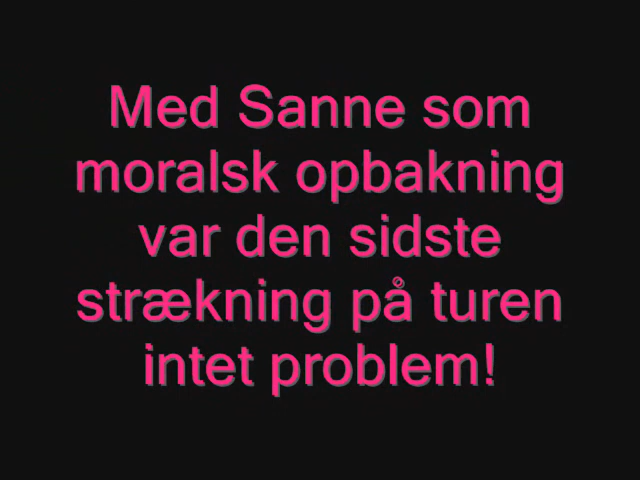 Med Sanne som
moralsk opbakning
var den sidste
strækning på turen
intet problem!